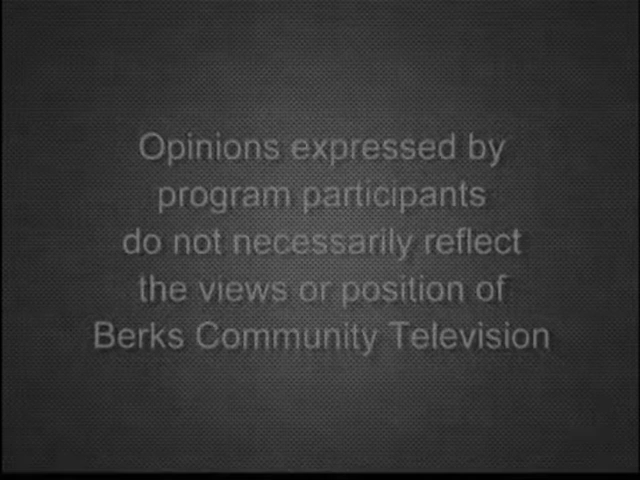 Opinions expressed by
program participants
do not necessarily reflect
the views or position of
Berks Community Television